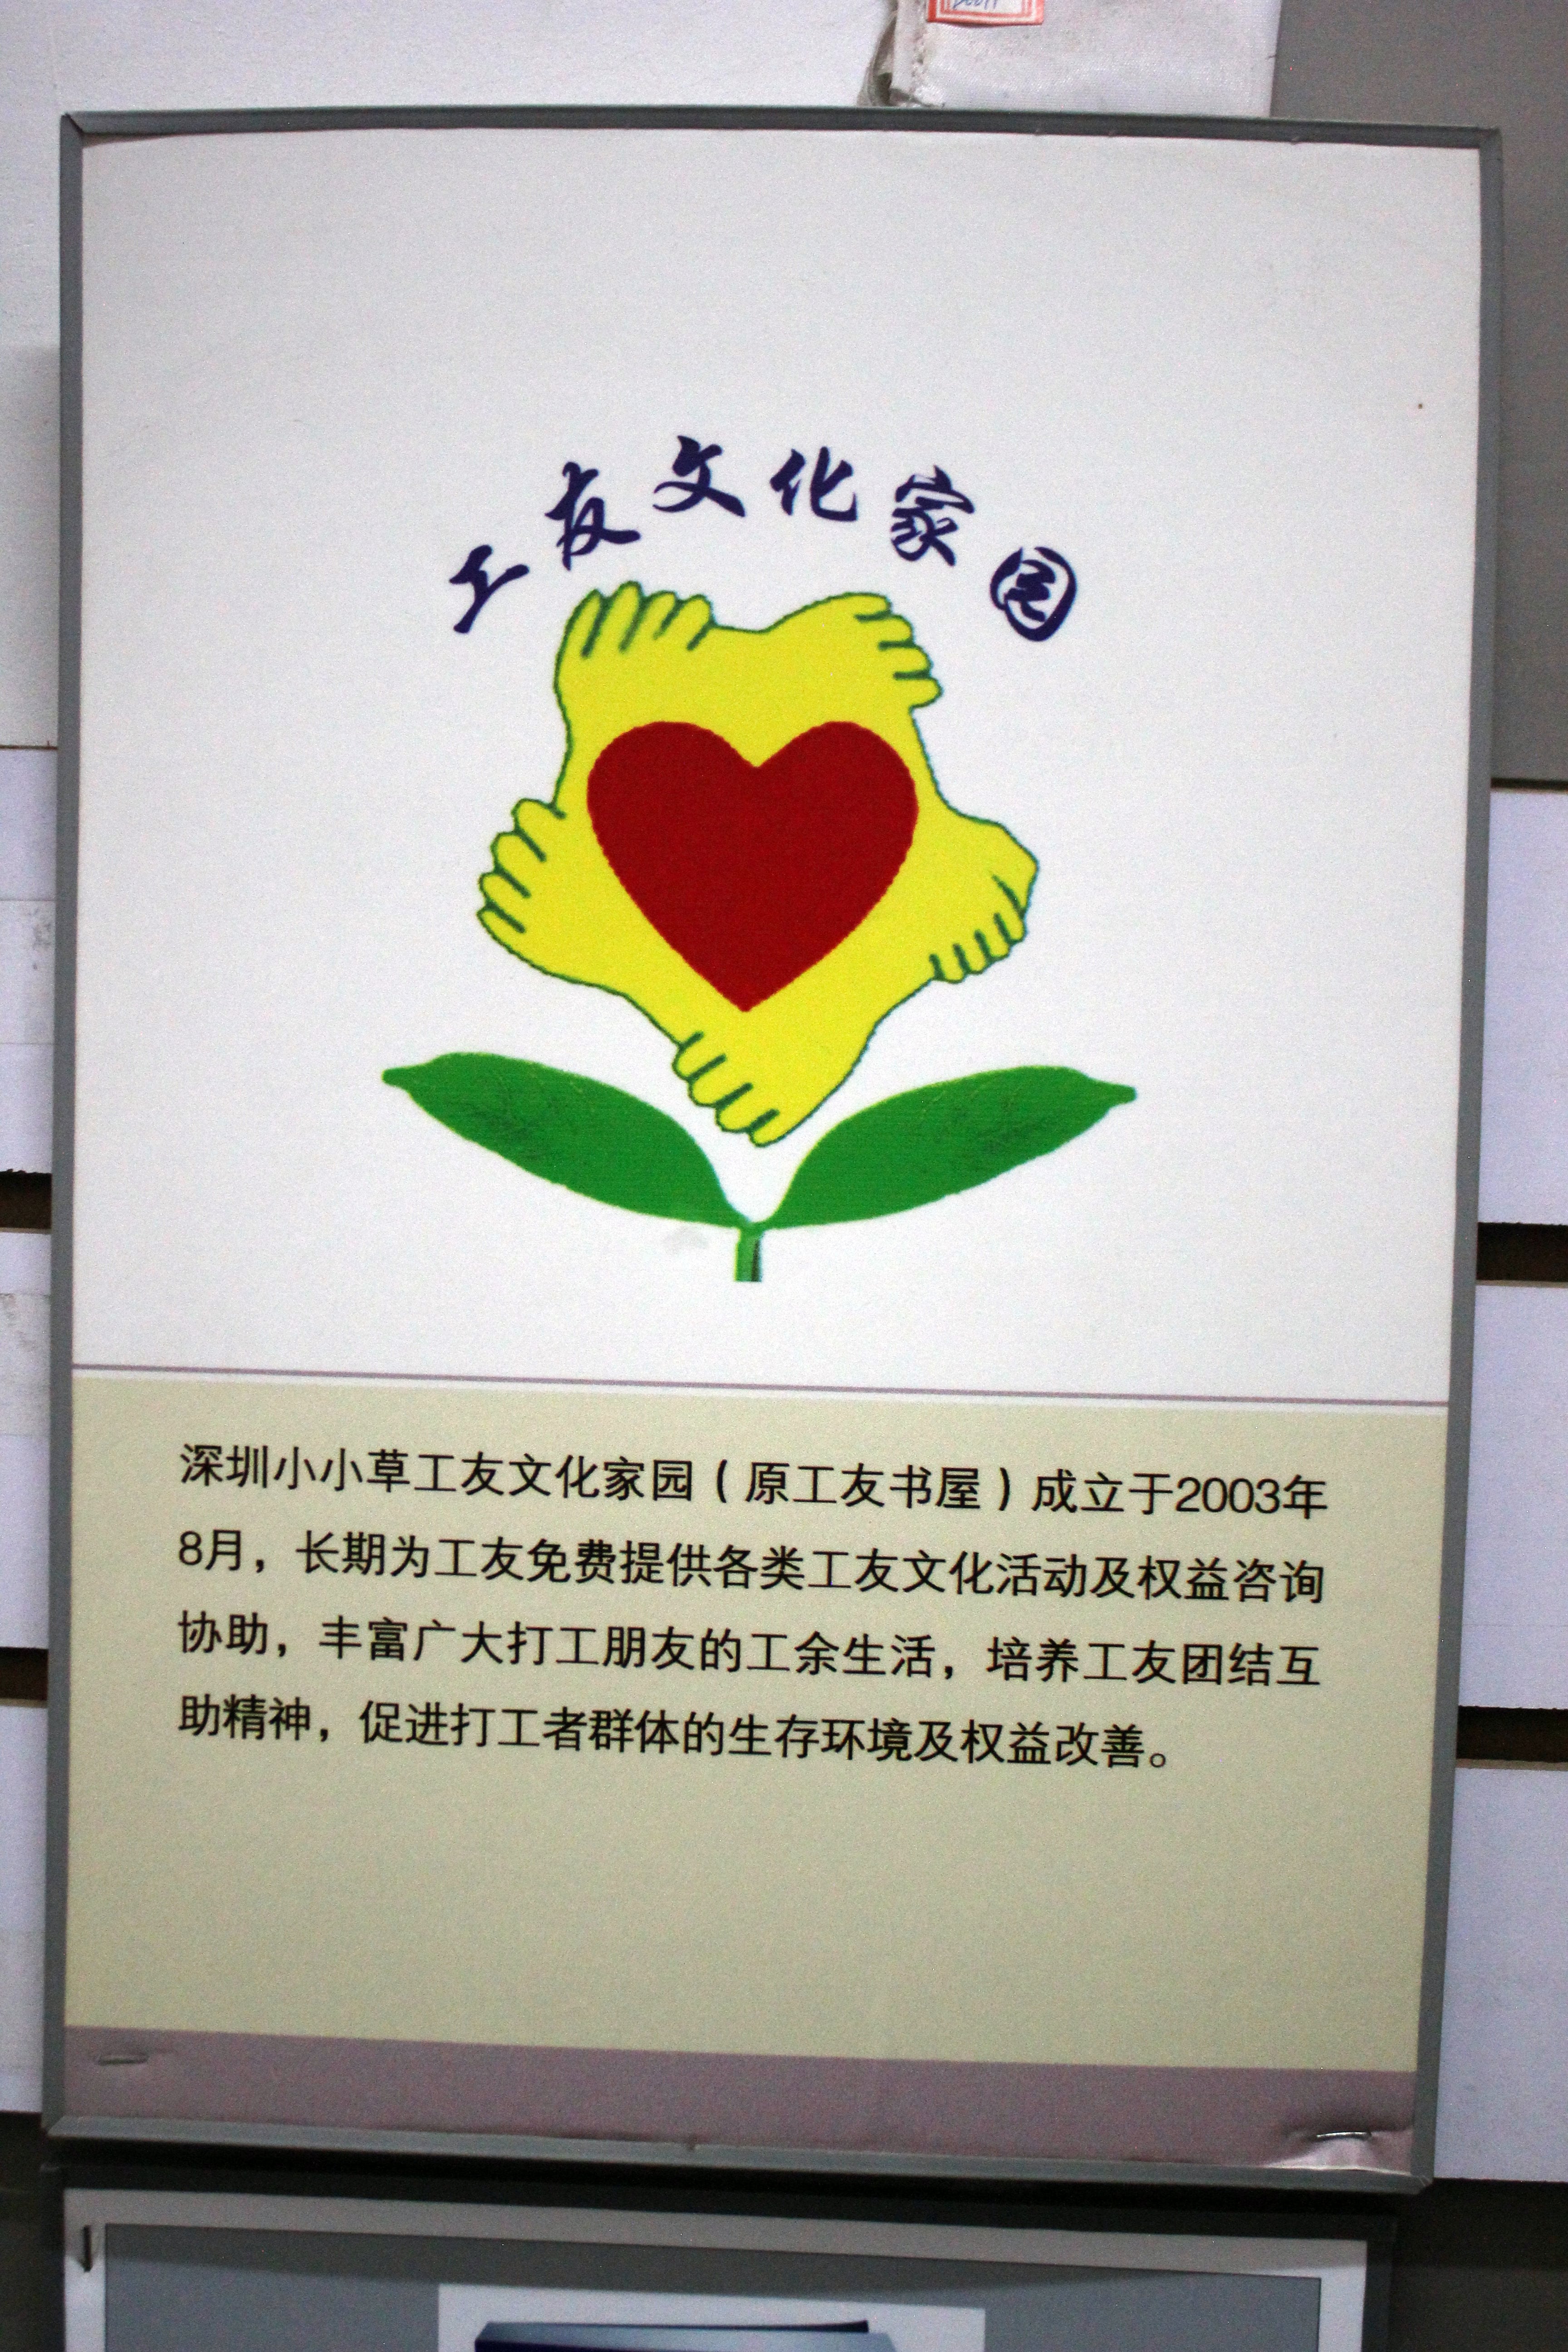 工友文化家园
深圳小小草工友文化家园（原工友书屋）成立于2003年
8月，长期为工友免费提供各类工友文化活动及权益咨询
协助，丰富广大打工朋友的工余生活，培养工友团结互
助精神，促进打工者群体的生存环境及权益改善。